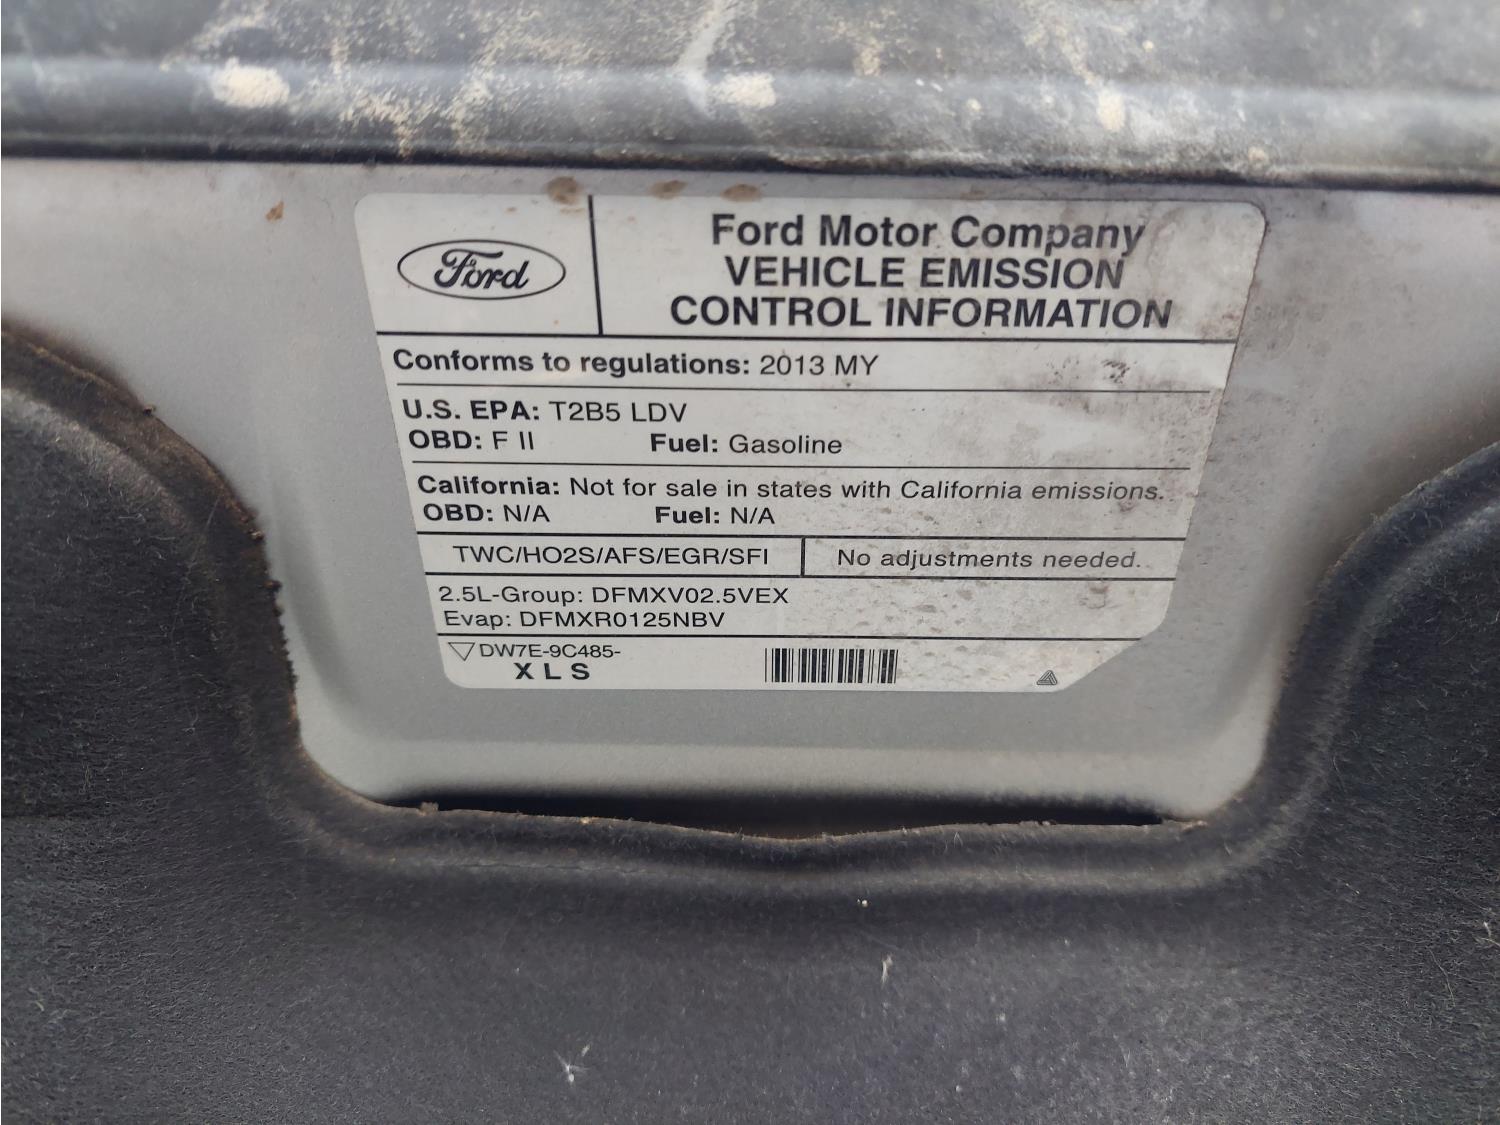 Ford
Ford Motor Company
VEHICLE EMISSION
CONTROL INFORMATION
Conforms to regulations: 2013 MY
U.S. EPA: T2B5 LDV
OBD: F II Fuel: Gasoline
California: Not for sale in states with California emissions.
OBD: N/A Fuel: N/A
TWC/HO2S/AFS/EGR/SFI No adjustments needed.
2.5L-Group: DFMXV02.5VEX
Evap: DFMXR0125NBV
DW7E-9C485-
X L S